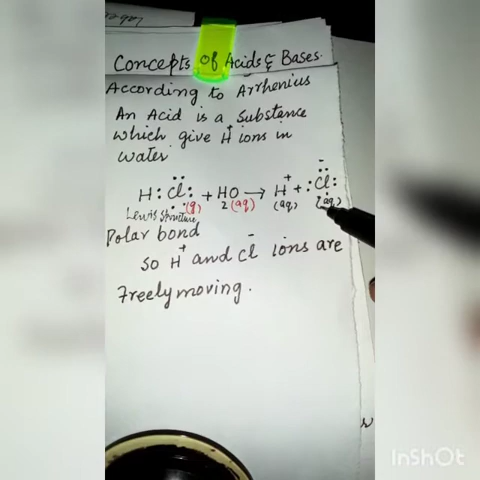 Concepts of Acids & Bases.
According to Arrhenius
An Acid is a Substance
which give H+ ions in
water
H : Cl : (g) + HO 2 (aq) → H+ (aq) + : Cl : - (aq)
Lewis Structure
Polar bond
So H+ and Cl- ions are
Freely moving.
InShOt